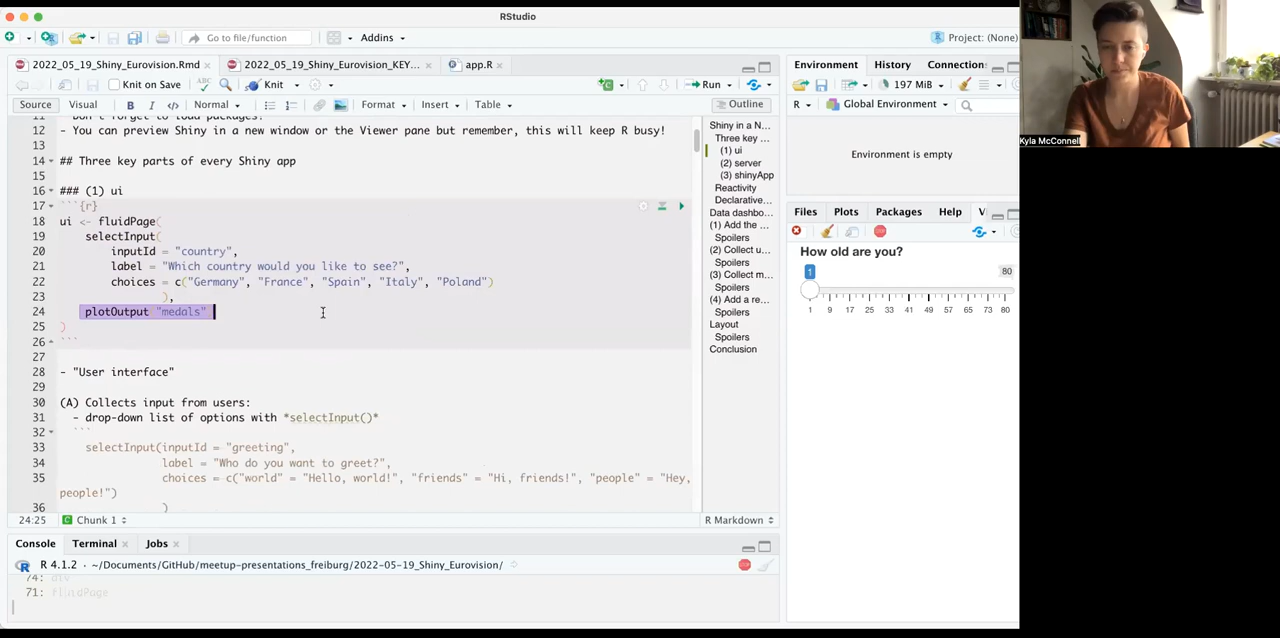 RStudio
Go to file/function
Addins
Project: (None)
2022_05_19_Shiny_Eurovision.Rmd
2022_05_19_Shiny_Eurovision_KEY...
app.R
Knit on Save
ABC
Knit
Run
Source
Visual
B
I
</>
Normal
Format
Insert
Table
Outline
12 - You can preview Shiny in a new window or the Viewer pane but remember, this will keep R busy!
13
14 ## Three key parts of every Shiny app
15
16 ### (1) ui
17 ```{r}
18 ui <- fluidPage(
19 selectInput(
20 inputId = "country",
21 label = "Which country would you like to see?",
22 choices = c("Germany", "France", "Spain", "Italy", "Poland")
23 ),
24 plotOutput "medals"
25 )
26 ```
27
28 - "User interface"
29
30 (A) Collects input from users:
31 - drop-down list of options with *selectInput()*
32 ```
33 selectInput(inputId = "greeting",
34 label = "Who do you want to greet?",
35 choices = c("world" = "Hello, world!", "friends" = "Hi, friends!", "people" = "Hey,
people!")
36 )
24:25
Chunk 1
R Markdown
Shiny in a N...
Three key ...
(1) ui
(2) server
(3) shinyApp
Reactivity
Declarative...
Data dashbo...
(1) Add the ...
Spoilers
(2) Collect u...
Spoilers
(3) Collect m...
Spoilers
(4) Add a re...
Spoilers
Layout
Spoilers
Conclusion
Console
Terminal
Jobs
R 4.1.2 · ~/Documents/GitHub/meetup-presentations_freiburg/2022-05-19_Shiny_Eurovision/
74: div
71: fluidPage
Environment
History
Connection
197 MiB
R
Global Environment
Environment is empty
Files
Plots
Packages
Help
How old are you?
1
80
1 9 17 25 33 41 49 57 65 73 80
Kyla McConnell